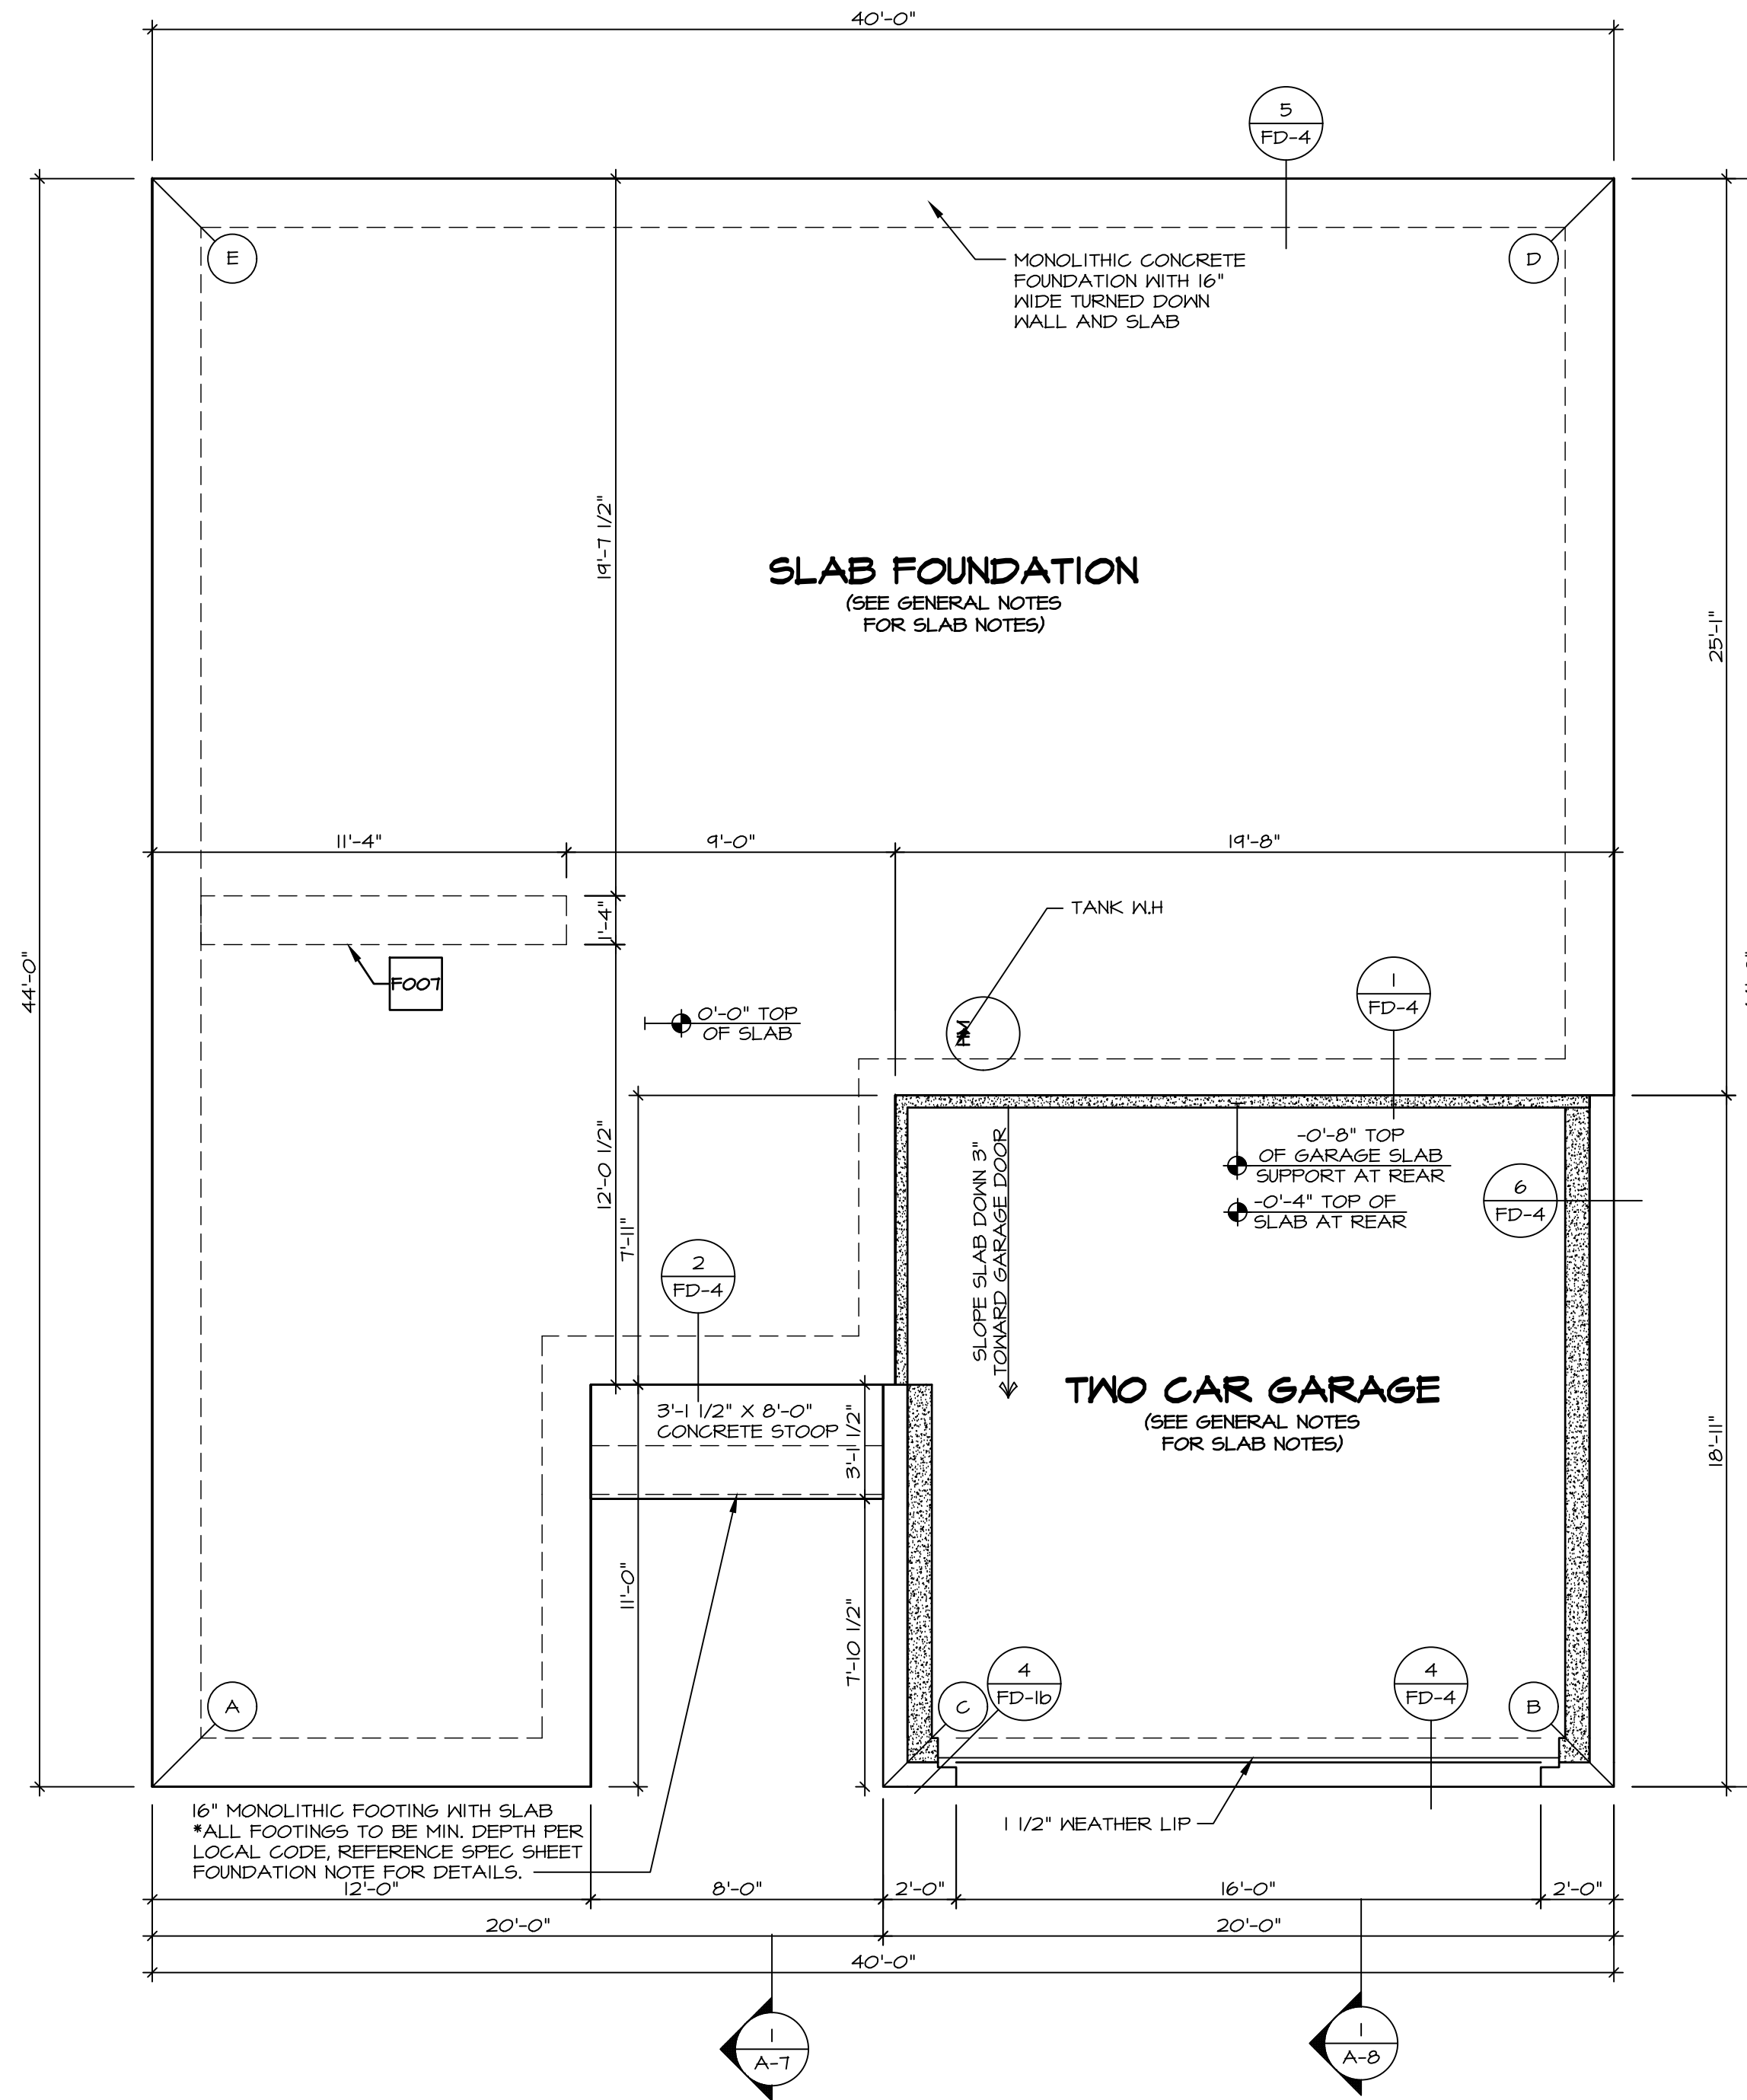 40'-0"
5
FD-4
E
D
MONOLITHIC CONCRETE
FOUNDATION WITH 16"
WIDE TURNED DOWN
WALL AND SLAB
19'-7 1/2"
SLAB FOUNDATION
(SEE GENERAL NOTES
FOR SLAB NOTES)
25'-1"
11'-4"
9'-0"
19'-8"
TANK W.H
1'-4"
44'-0"
F007
0'-0" TOP
OF SLAB
1
FD-4
12'-0 1/2"
7'-11"
-0'-8" TOP
OF GARAGE SLAB
SUPPORT AT REAR
-0'-4" TOP OF
SLAB AT REAR
6
FD-4
SLOPE SLAB DOWN 3"
TOWARD GARAGE DOOR
2
FD-4
TWO CAR GARAGE
(SEE GENERAL NOTES
FOR SLAB NOTES)
3'-1 1/2" X 8'-0"
CONCRETE STOOP
3'-1 1/2"
18'-11"
11'-0"
7'-10 1/2"
A
C
4
FD-1b
4
FD-4
B
16" MONOLITHIC FOOTING WITH SLAB
*ALL FOOTINGS TO BE MIN. DEPTH PER
LOCAL CODE, REFERENCE SPEC SHEET
FOUNDATION NOTE FOR DETAILS.
1 1/2" WEATHER LIP
12'-0"
8'-0"
2'-0"
16'-0"
2'-0"
20'-0"
20'-0"
40'-0"
1
A-7
1
A-8